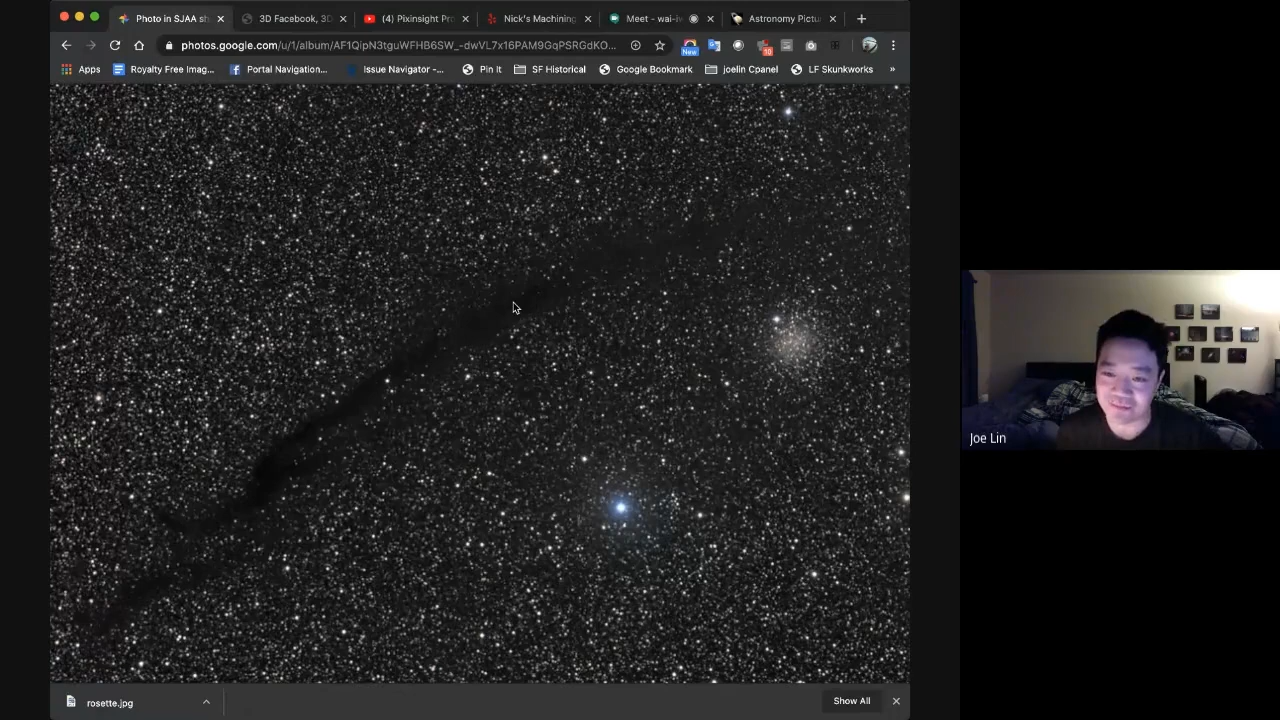 Photo in SJAA sh
3D Facebook, 3D
(4) Pixinsight Pro
Nick's Machining
Meet - wai-iv
Astronomy Pictu
photos.google.com/u/1/album/AF1QipN3tguWFHB6SW_-dwVL7x16PAM9GqPSRGdKO...
New
10
Apps
Royalty Free Imag...
Portal Navigation...
Issue Navigator -...
Pin It
SF Historical
Google Bookmark
joelin Cpanel
LF Skunkworks
»
Joe Lin
rosette.jpg
Show All